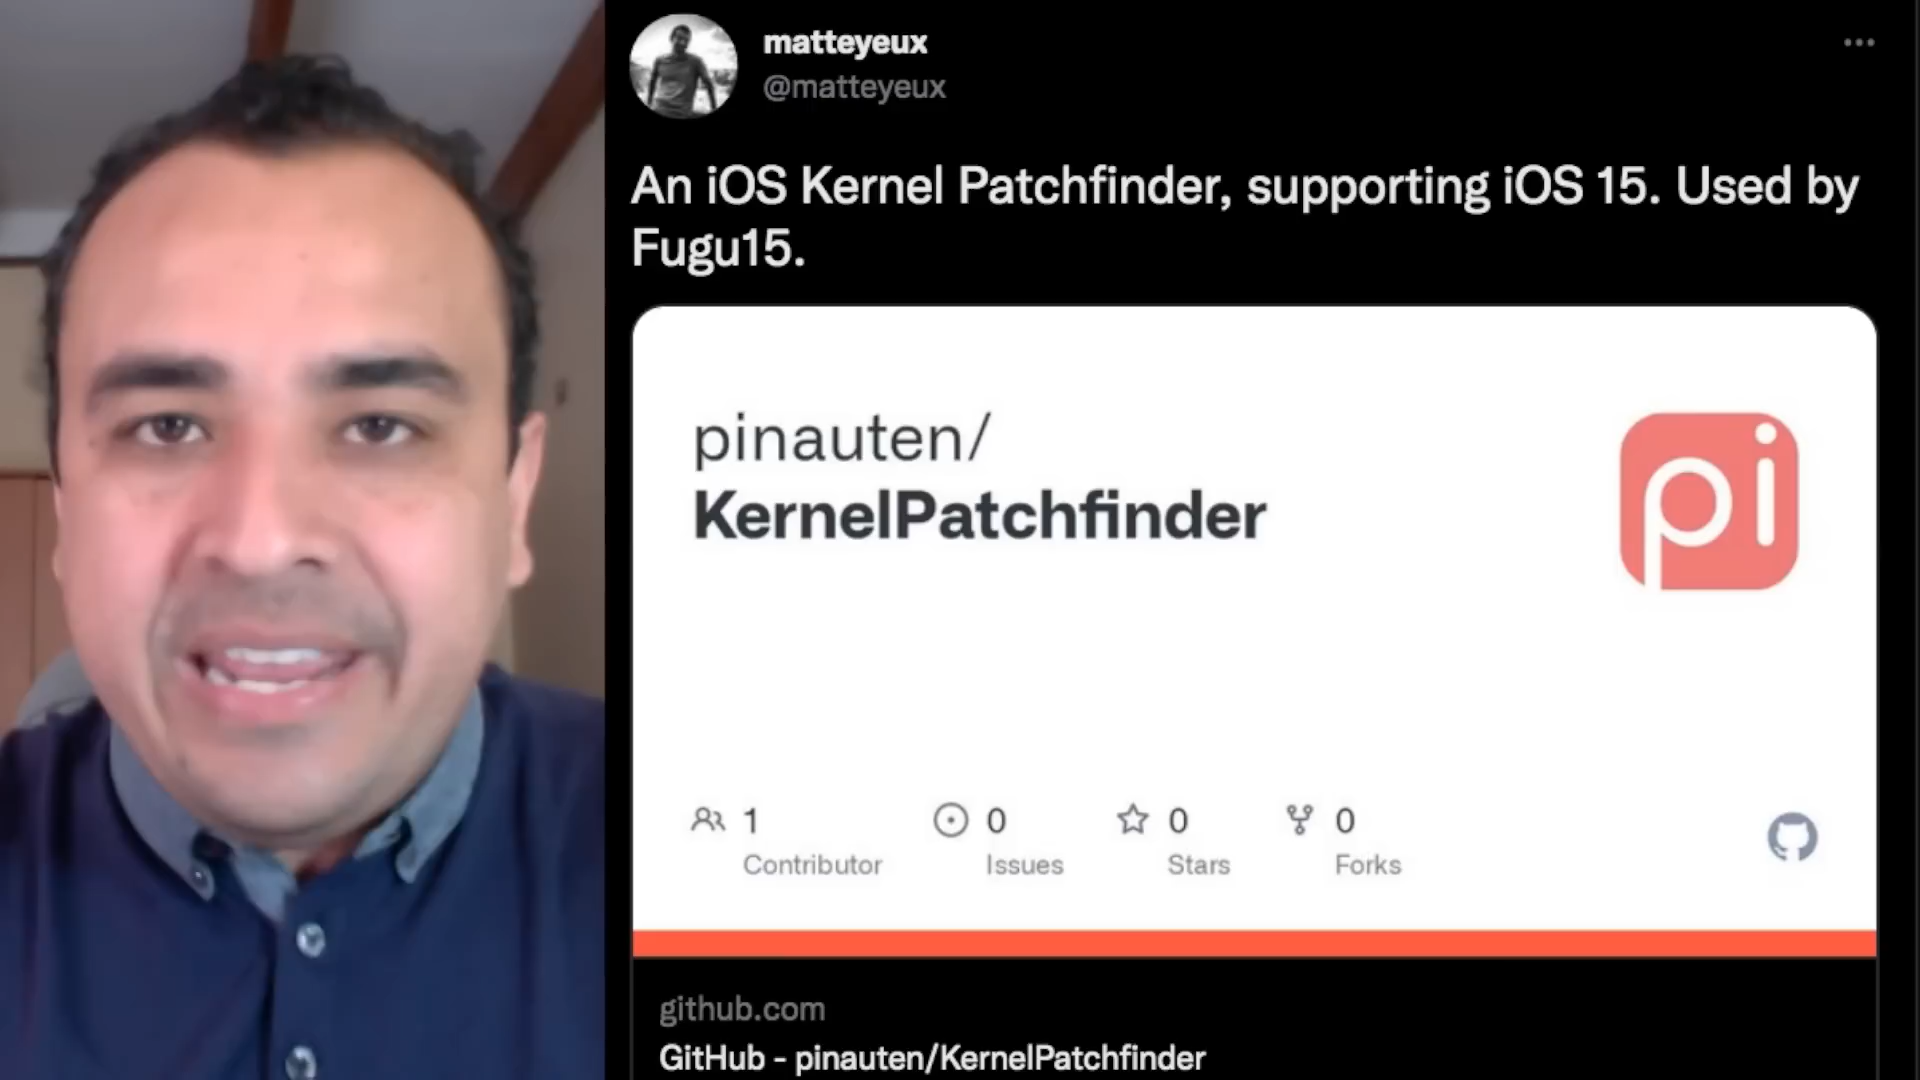 matteyeux
@matteyeux
An iOS Kernel Patchfinder, supporting iOS 15. Used by
Fugu15.
pinauten/
KernelPatchfinder
pi
1
Contributor
0
Issues
0
Stars
0
Forks
github.com
GitHub - pinauten/KernelPatchfinder